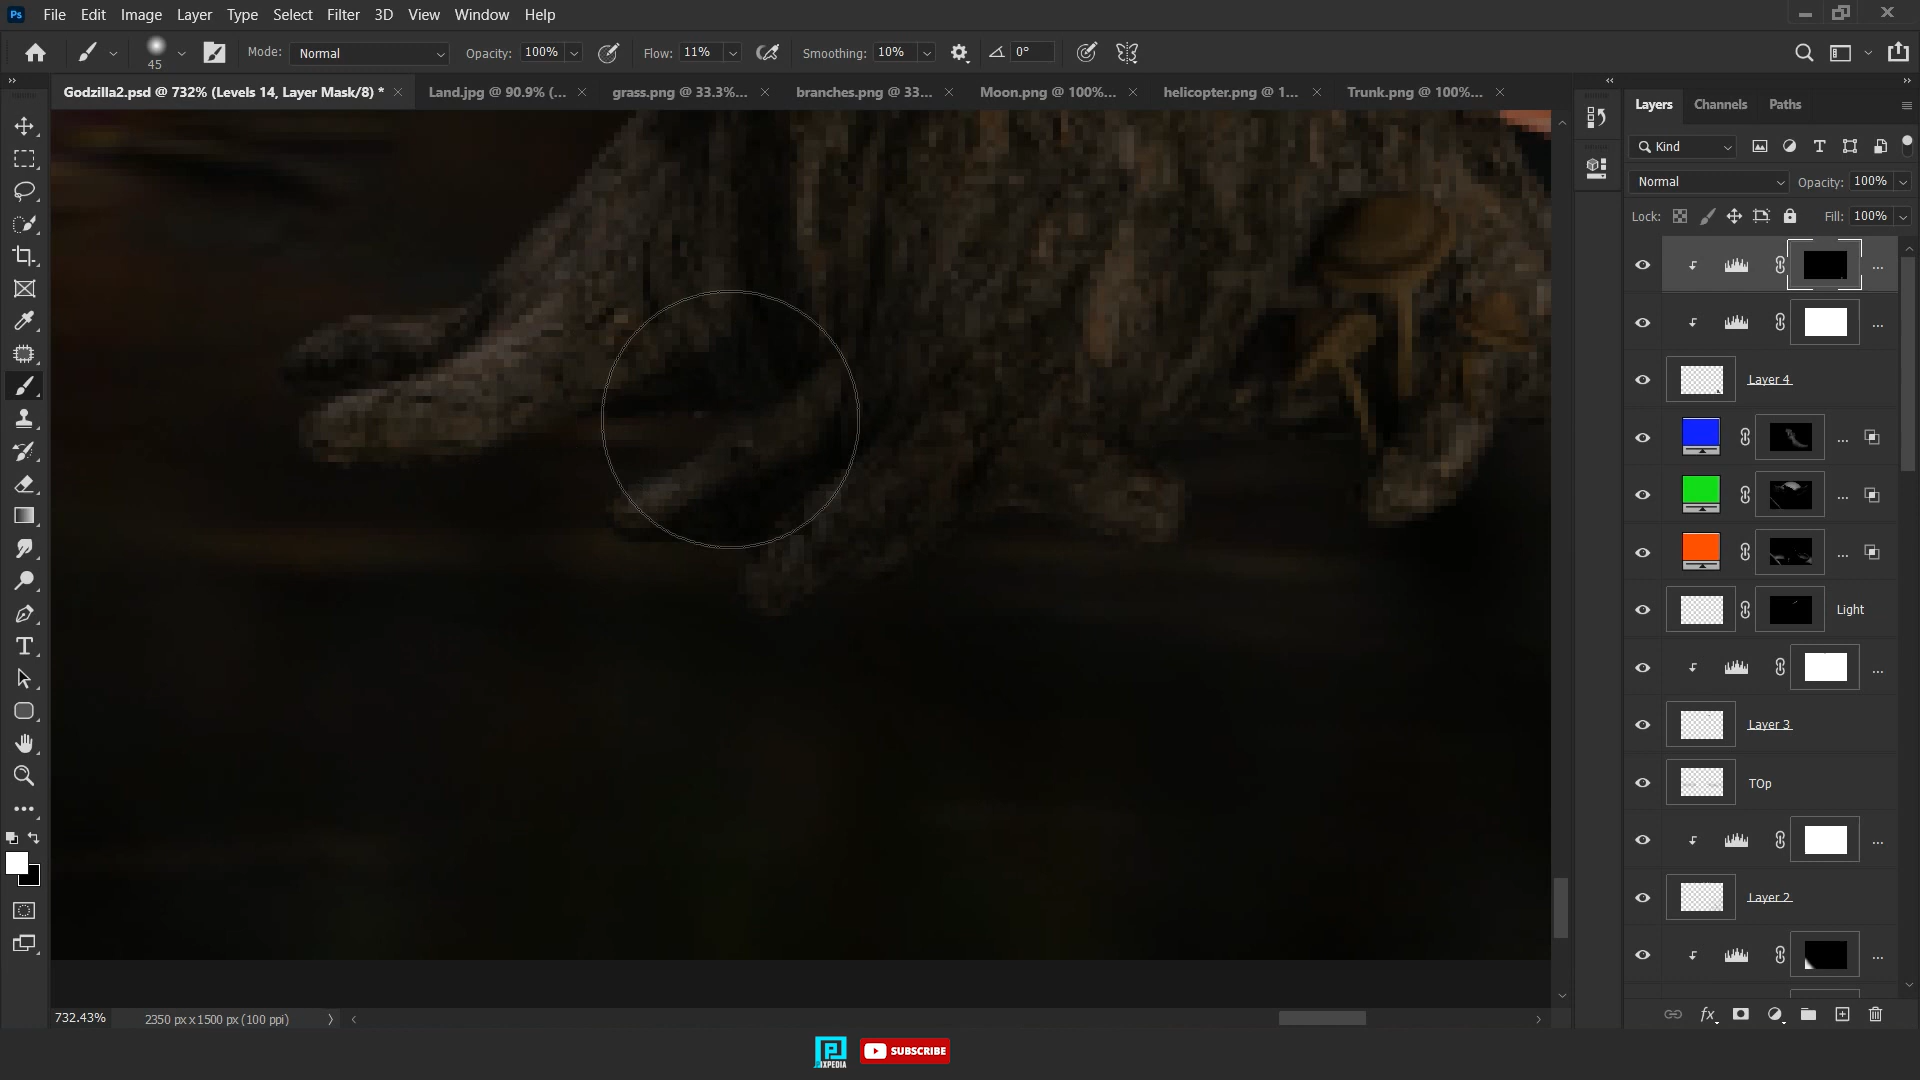 Ps File Edit Image Layer Type Select Filter 3D View Window Help
45 Mode: Normal Opacity: 100% Flow: 11% Smoothing: 10% 0°
Godzilla2.psd @ 732% (Levels 14, Layer Mask/8) * Land.jpg @ 90.9% (... grass.png @ 33.3%... branches.png @ 33... Moon.png @ 100%... helicopter.png @ 1... Trunk.png @ 100%...
Layers Channels Paths
Kind
Normal Opacity: 100%
Lock: Fill: 100%
...
...
Layer 4
...
...
...
Light
...
Layer 3
TOp
...
Layer 2
...
fx
732.43% 2350 px x 1500 px (100 ppi)
PIXPEDIA SUBSCRIBE